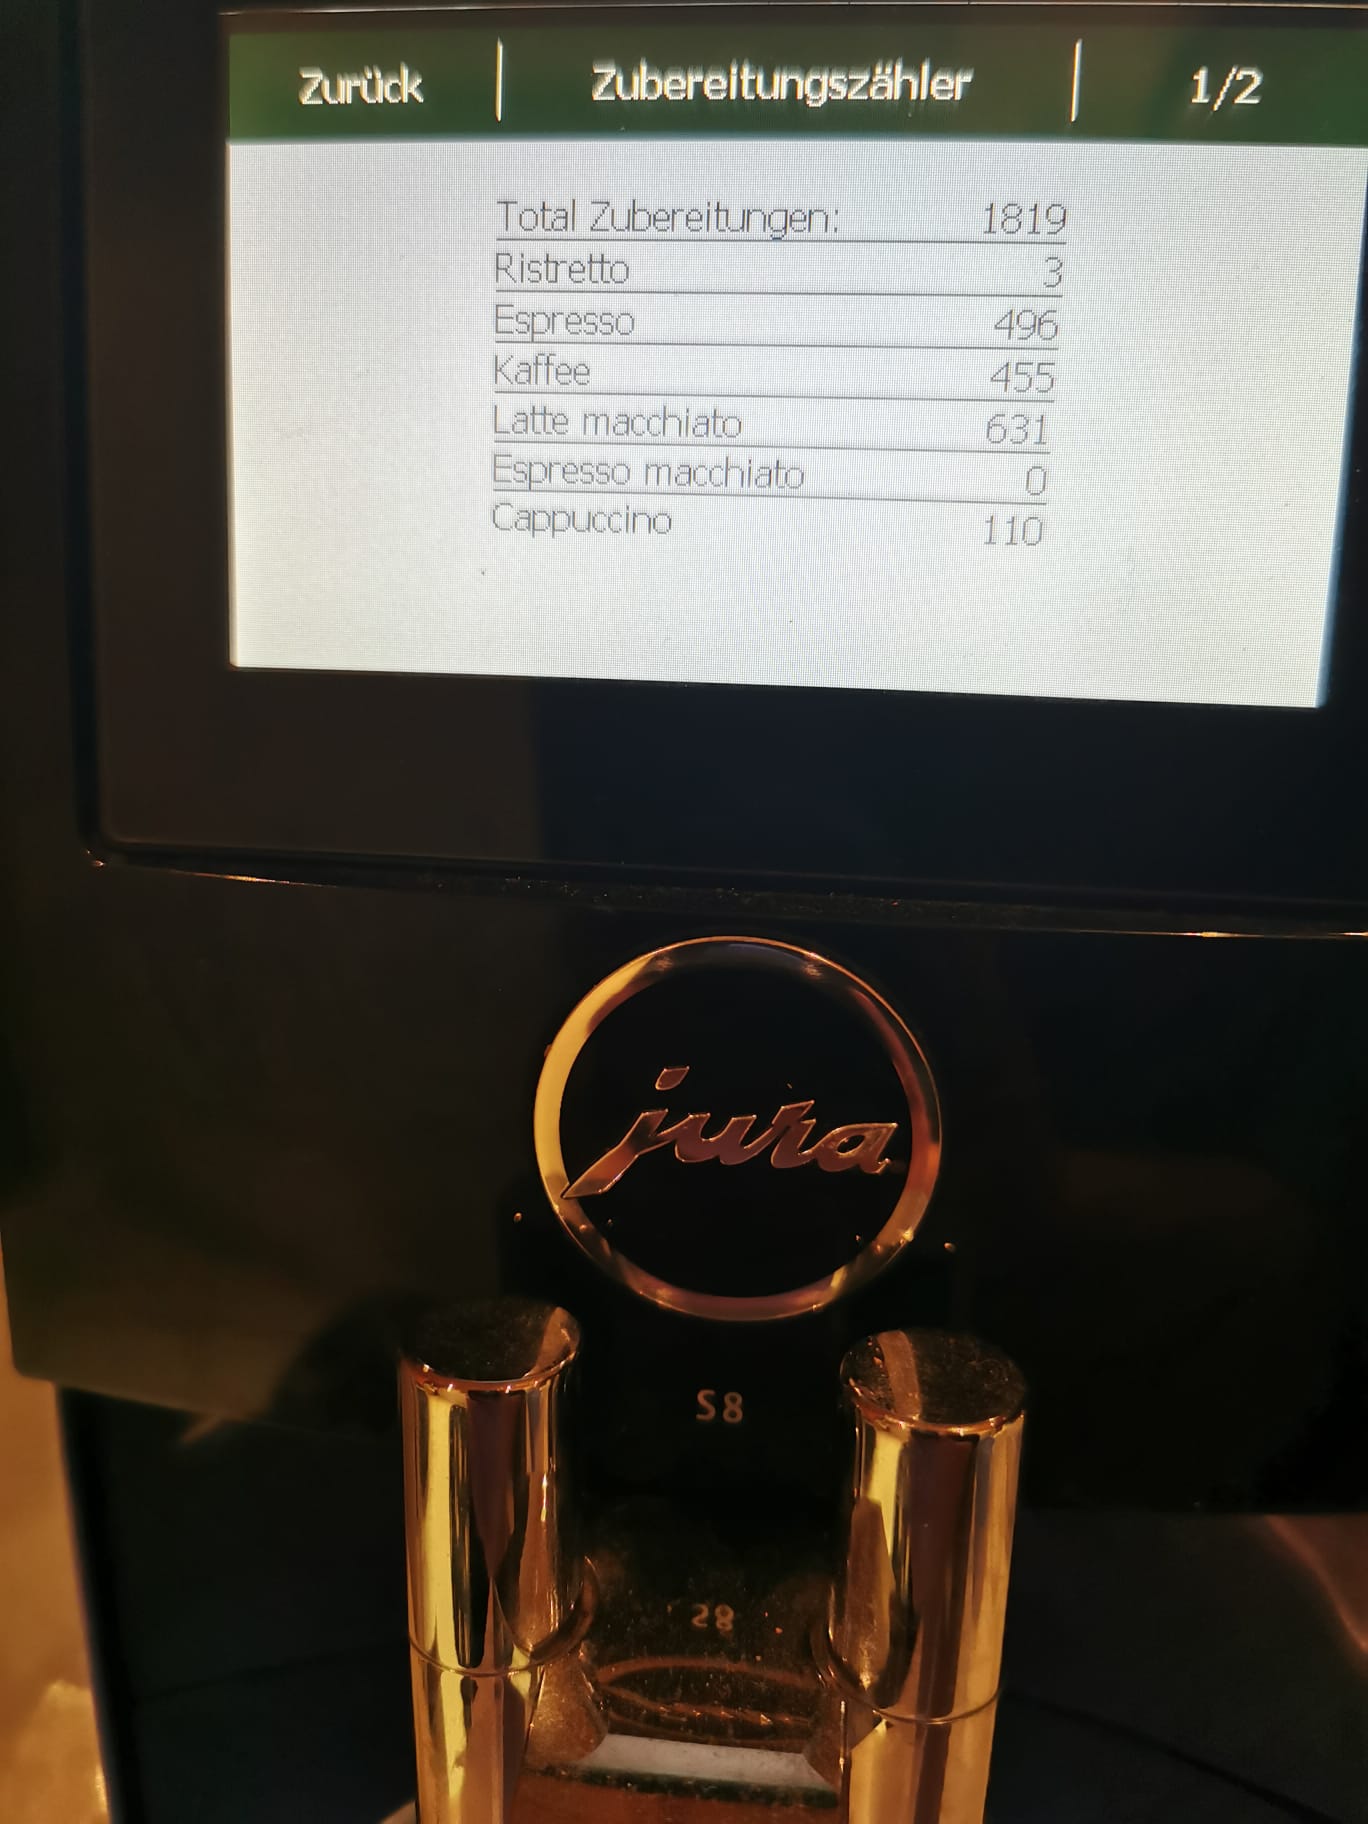 Zurück | Zubereitungszähler | 1/2
Total Zubereitungen: 1819
Ristretto 3
Espresso 496
Kaffee 455
Latte macchiato 631
Espresso macchiato 0
Cappuccino 110
jura
S8